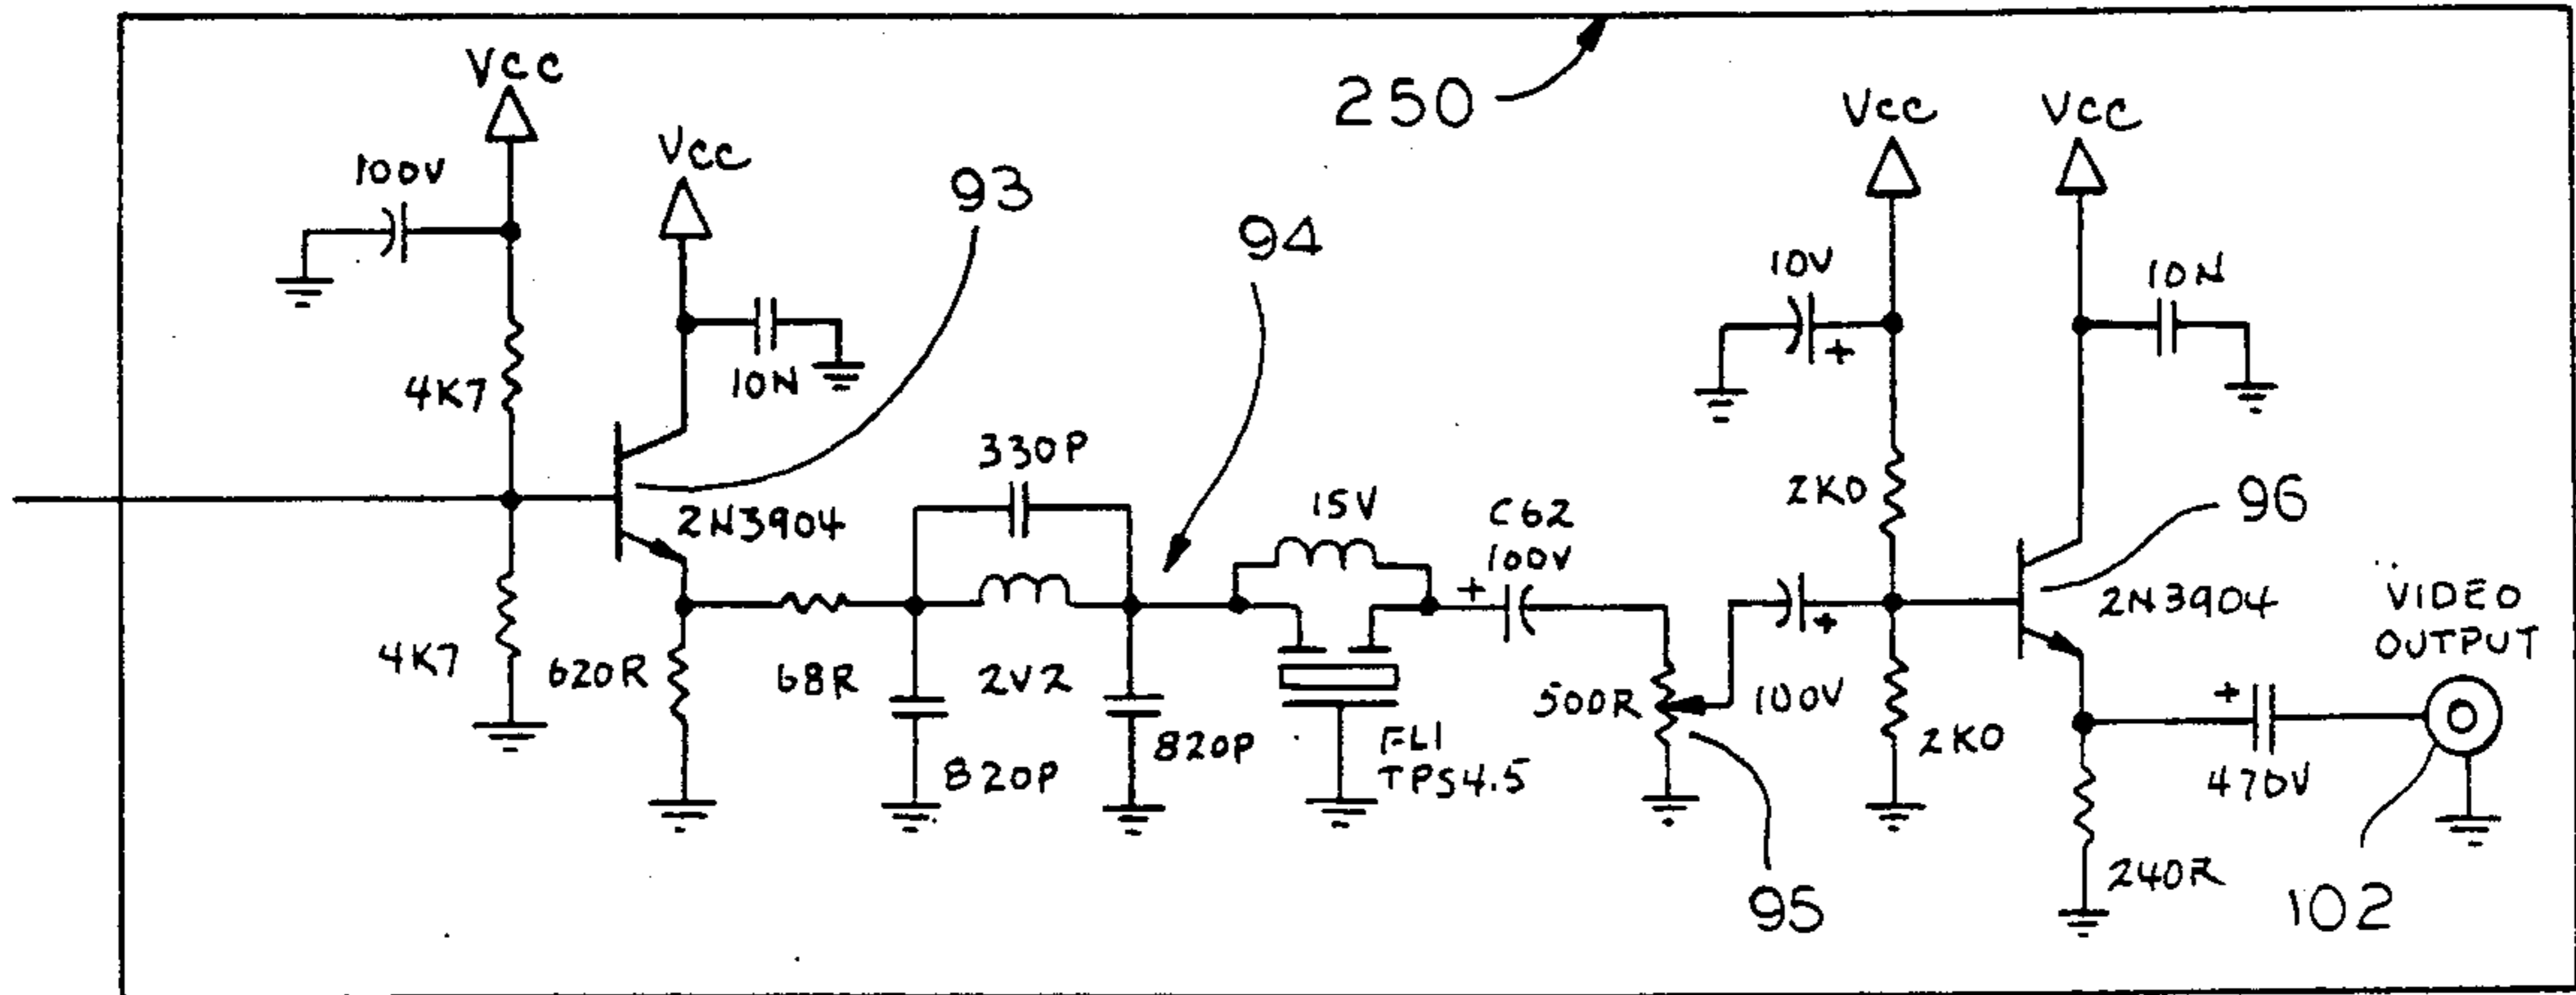 Vcc
250
Vcc
Vcc
Vcc
100V
93
94
10V
10N
4K7
10N
330P
2N3904
15V
C62
100V
+
+
2K0
96
2N3904
VIDEO
OUTPUT
4K7
620R
68R
2V2
820P
820P
FL1
TPS4.5
500R
100V
+
2K0
+
470V
240R
95
102